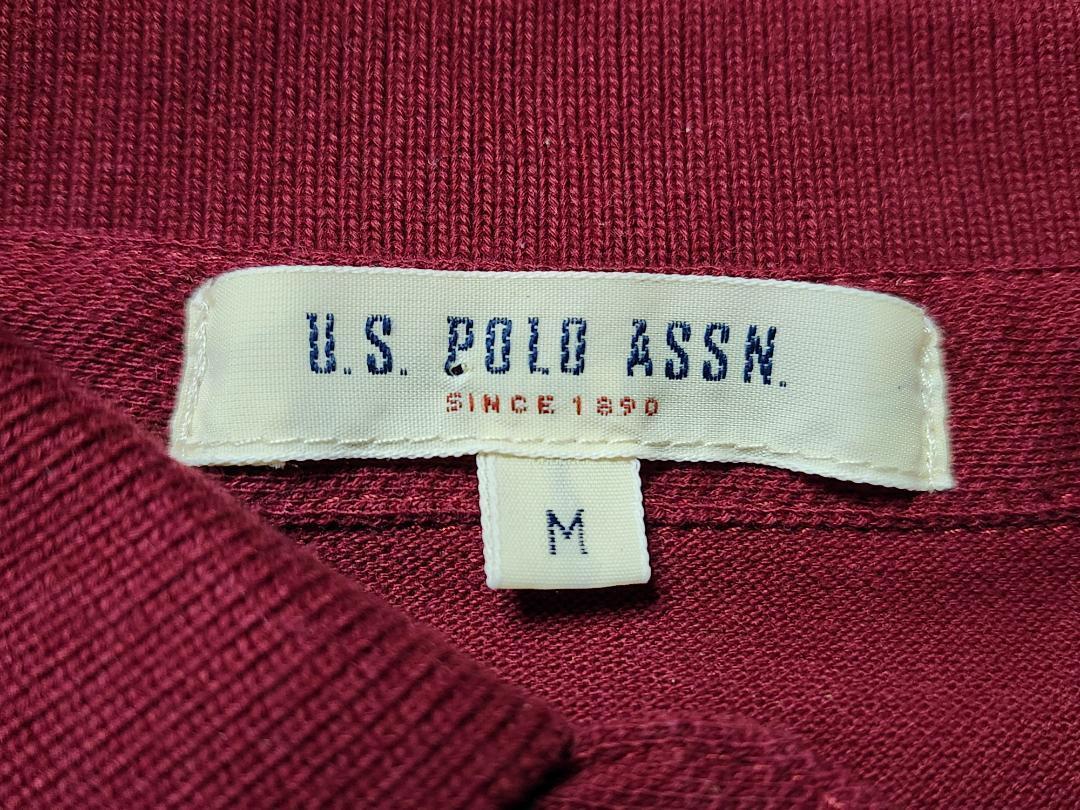 U.S. POLO ASSN.
SINCE 1890
M